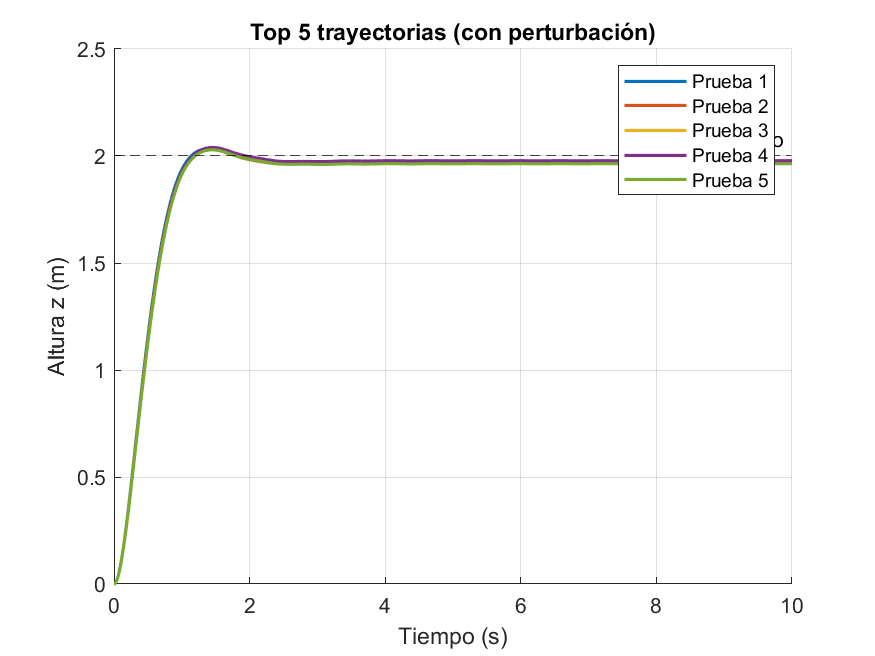 Top 5 trayectorias (con perturbación)
2.5
2
1.5
1
0.5
0
Altura z (m)
Prueba 1
Prueba 2
Prueba 3
Prueba 4
Prueba 5
0 2 4 6 8 10
Tiempo (s)